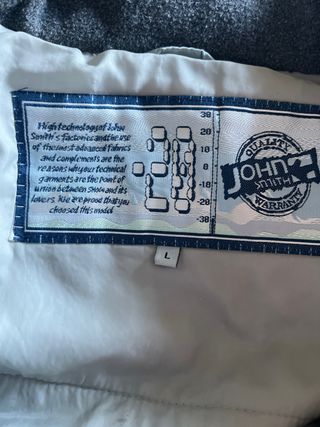 High technology of John
Smith's factories and the use
of the most advanced fabrics
and complements are the
reasons why our technical
garments are the point of
union between snow and its
lovers. We are proud that you
choosed this model
-20
30
20
10
0
-10
-20
-30
QUALITY
JOHN
SMITH
WARRANTY
L